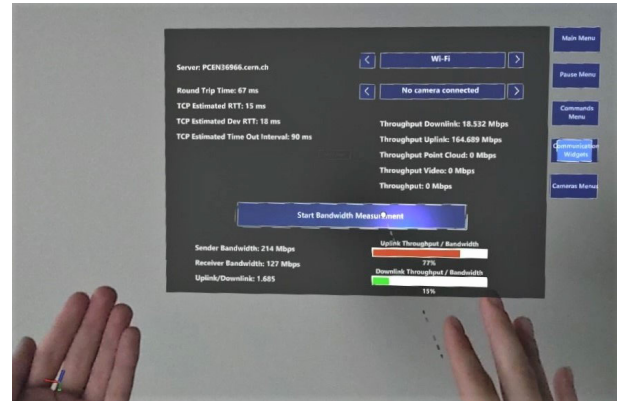 Server: PCEN36966.cern.ch
Round Trip Time: 67 ms
TCP Estimated RTT: 15 ms
TCP Estimated Dev RTT: 18 ms
TCP Estimated Time Out Interval: 90 ms
Wi-Fi
No camera connected
Throughput Downlink: 18.532 Mbps
Throughput Uplink: 164.689 Mbps
Throughput Point Cloud: 0 Mbps
Throughput Video: 0 Mbps
Throughput: 0 Mbps
Start Bandwidth Measurement
Sender Bandwidth: 214 Mbps
Receiver Bandwidth: 127 Mbps
Uplink/Downlink: 1.685
Uplink Throughput / Bandwidth
77%
Downlink Throughput / Bandwidth
15%
Main Menu
Pause Menu
Commands
Menu
Communication
Widgets
Cameras Menus